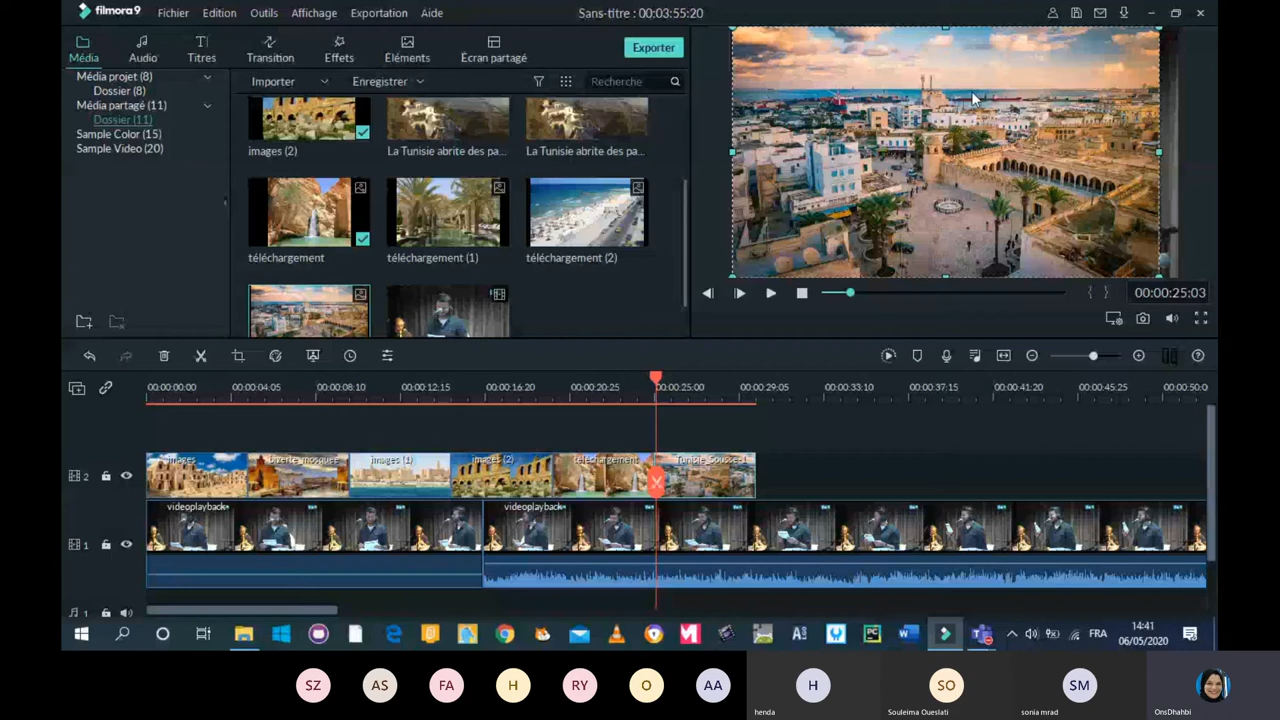 filmora9 Fichier Edition Outils Affichage Exportation Aide Sans-titre : 00:03:55:20
Média Audio Titres Transition Effets Eléments Écran partagé Exporter
Média projet (8)
Dossier (8)
Média partagé (11)
Dossier (11)
Sample Color (15)
Sample Video (20)
Importer Enregistrer Recherche
images (2) La Tunisie abrite des pa... La Tunisie abrite des pa...
téléchargement téléchargement (1) téléchargement (2)
00:00:25:03
00:00:00:00 00:00:04:05 00:00:08:10 00:00:12:15 00:00:16:20 00:00:20:25 00:00:25:00 00:00:29:05 00:00:33:10 00:00:37:15 00:00:41:20 00:00:45:25 00:00:50:0
2 images bizerte_mosquee images (1) images (2) téléchargement Tunisie_Sousse-1
1 videoplayback videoplayback
1
FRA 14:41
06/05/2020
SZ AS FA H RY O AA H SO SM
henda Souleima Oueslati sonia mrad OnsDhahbi